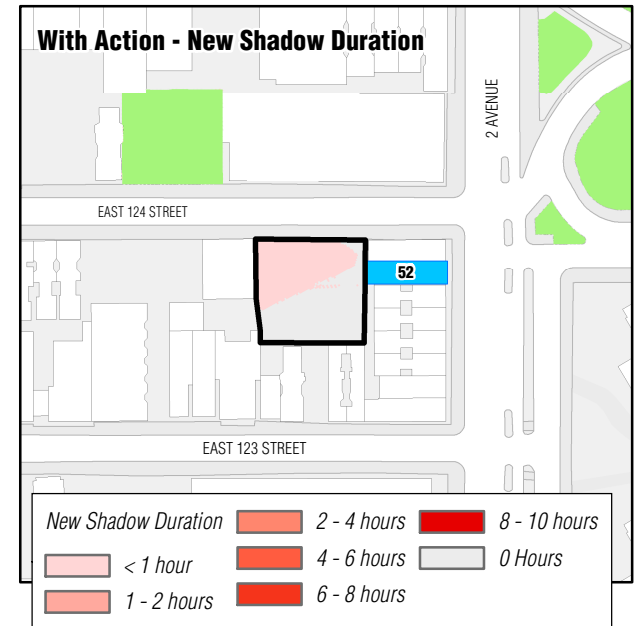 With Action - New Shadow Duration
2 AVENUE
EAST 124 STREET
52
EAST 123 STREET
New Shadow Duration
< 1 hour
1 - 2 hours
2 - 4 hours
4 - 6 hours
6 - 8 hours
8 - 10 hours
0 Hours